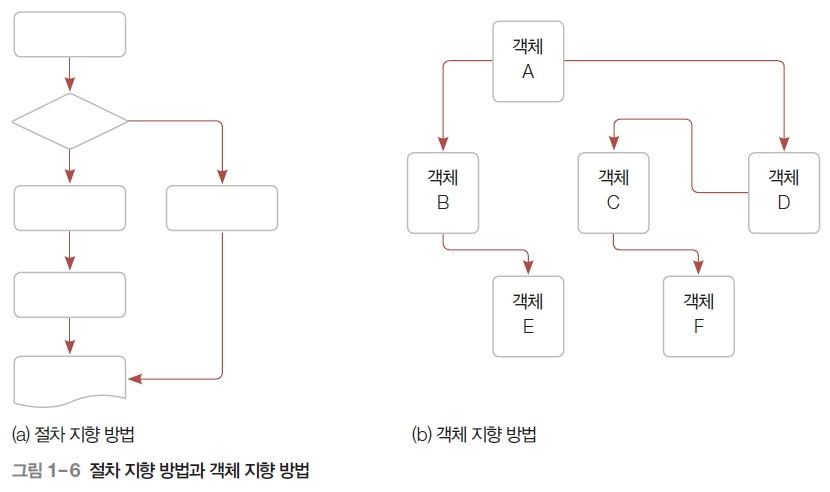 객체
A
객체
B
객체
C
객체
D
객체
E
객체
F
(a) 절차 지향 방법
(b) 객체 지향 방법
그림 1-6 절차 지향 방법과 객체 지향 방법